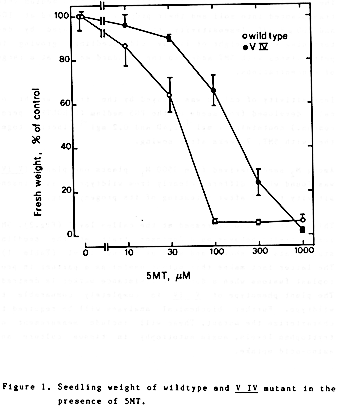 100
80
60
40
20
0
Fresh weight, % of control
o wild type
● V IV
0 10 30 100 300 1000
5MT, µM
Figure 1. Seedling weight of wildtype and V IV mutant in the
presence of 5MT.